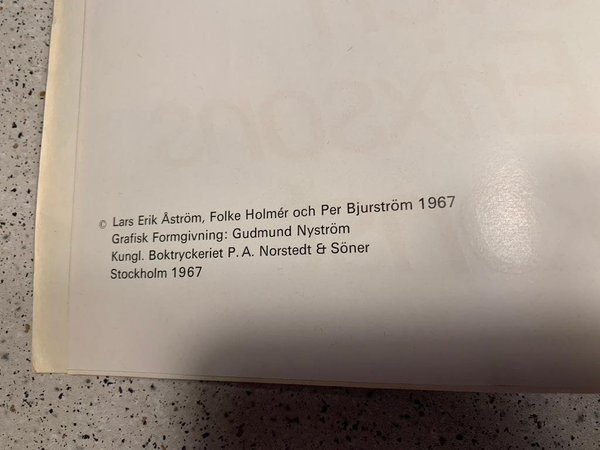 © Lars Erik Åström, Folke Holmér och Per Bjurström 1967
Grafisk Formgivning: Gudmund Nyström
Kungl. Boktryckeriet P. A. Norstedt & Söner
Stockholm 1967